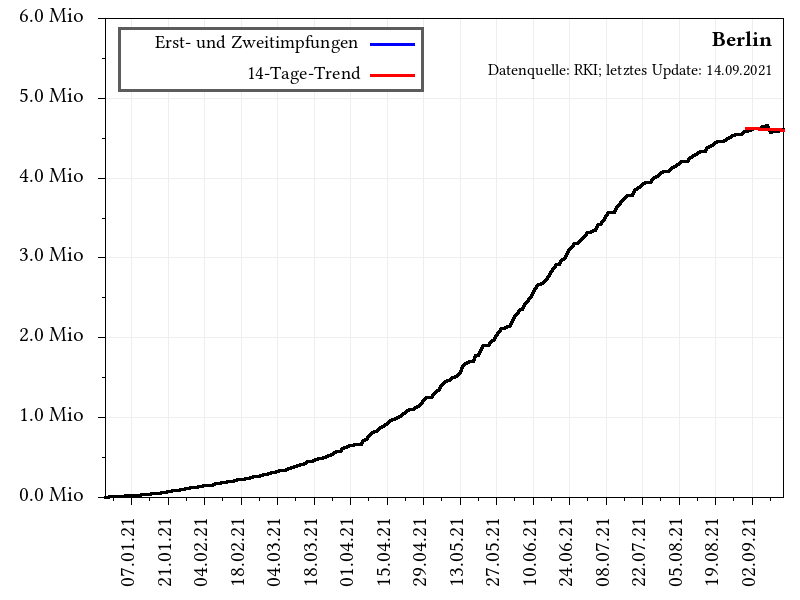 6.0 Mio
5.0 Mio
4.0 Mio
3.0 Mio
2.0 Mio
1.0 Mio
0.0 Mio
Erst- und Zweitimpfungen
14-Tage-Trend
Berlin
Datenquelle: RKI; letztes Update: 14.09.2021
07.01.21
21.01.21
04.02.21
18.02.21
04.03.21
18.03.21
01.04.21
15.04.21
29.04.21
13.05.21
27.05.21
10.06.21
24.06.21
08.07.21
22.07.21
05.08.21
19.08.21
02.09.21